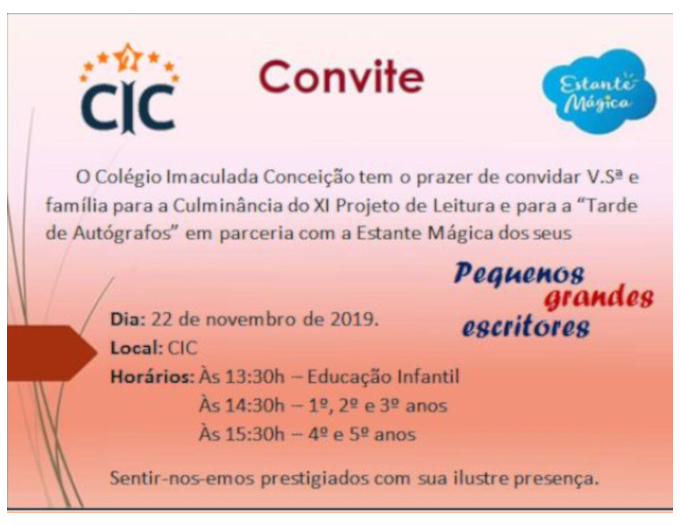 CIC
Convite
Estante
Mágica
O Colégio Imaculada Conceição tem o prazer de convidar V.Sª e
família para a Culminância do XI Projeto de Leitura e para a “Tarde
de Autógrafos” em parceria com a Estante Mágica dos seus
Pequenos
grandes
escritores
Dia: 22 de novembro de 2019.
Local: CIC
Horários: Às 13:30h – Educação Infantil
Às 14:30h – 1º, 2º e 3º anos
Às 15:30h – 4º e 5º anos
Sentir-nos-emos prestigiados com sua ilustre presença.